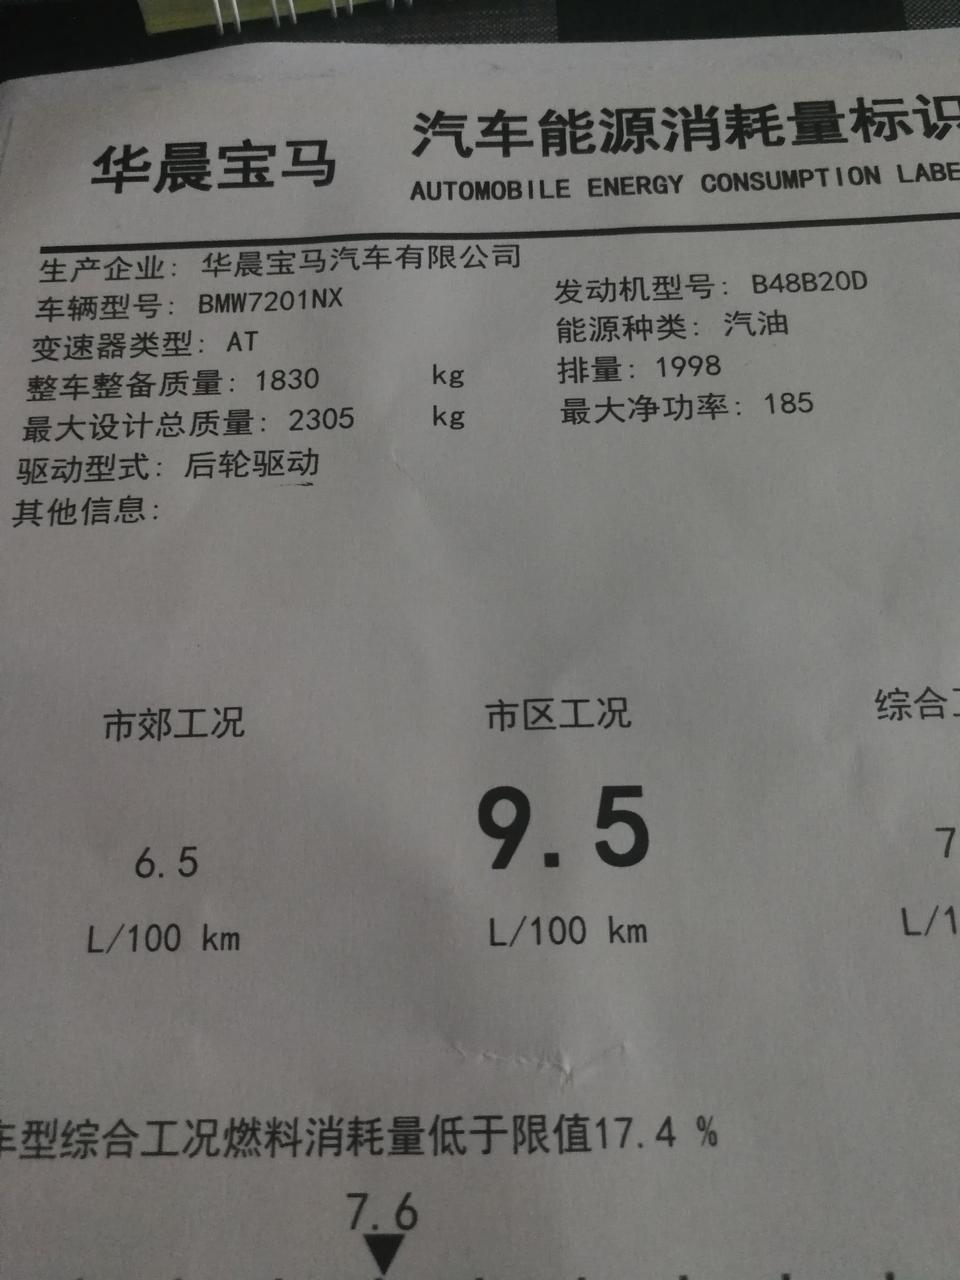 华晨宝马
汽车能源消耗量标识
AUTOMOBILE ENERGY CONSUMPTION LABE
生产企业：华晨宝马汽车有限公司
车辆型号：BMW7201NX
发动机型号：B48B20D
变速器类型：AT
能源种类：汽油
整车整备质量：1830 kg
排量：1998
最大设计总质量：2305 kg
最大净功率：185
驱动型式：后轮驱动
其他信息：
市郊工况
市区工况
综合工
6.5
9.5
7
L/100 km
L/100 km
L/1
车型综合工况燃料消耗量低于限值17.4 %
7.6